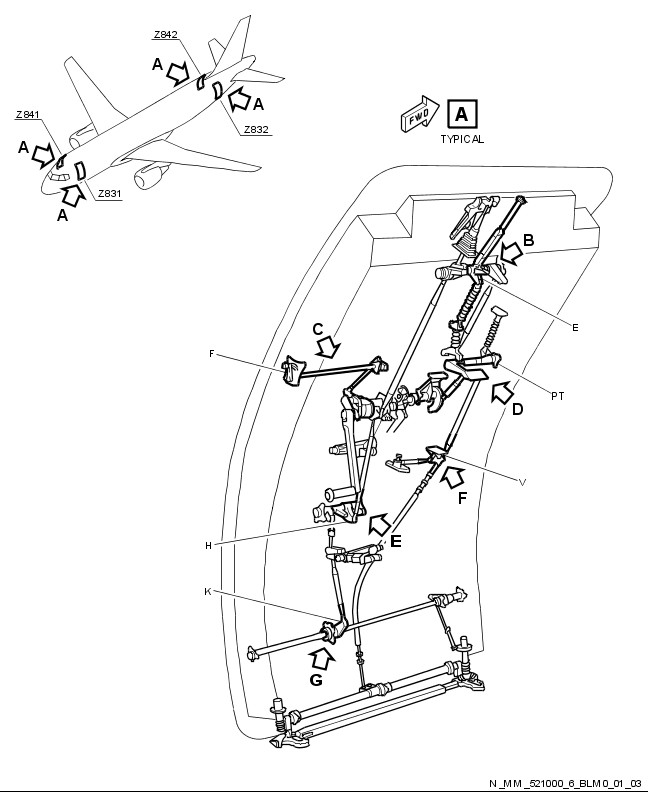 Z842
A
A
Z841
Z832
A
Z831
A
FWD
A
TYPICAL
B
E
C
F
PT
D
V
F
E
H
K
G
N_MM_521000_6_BLM0_01_03